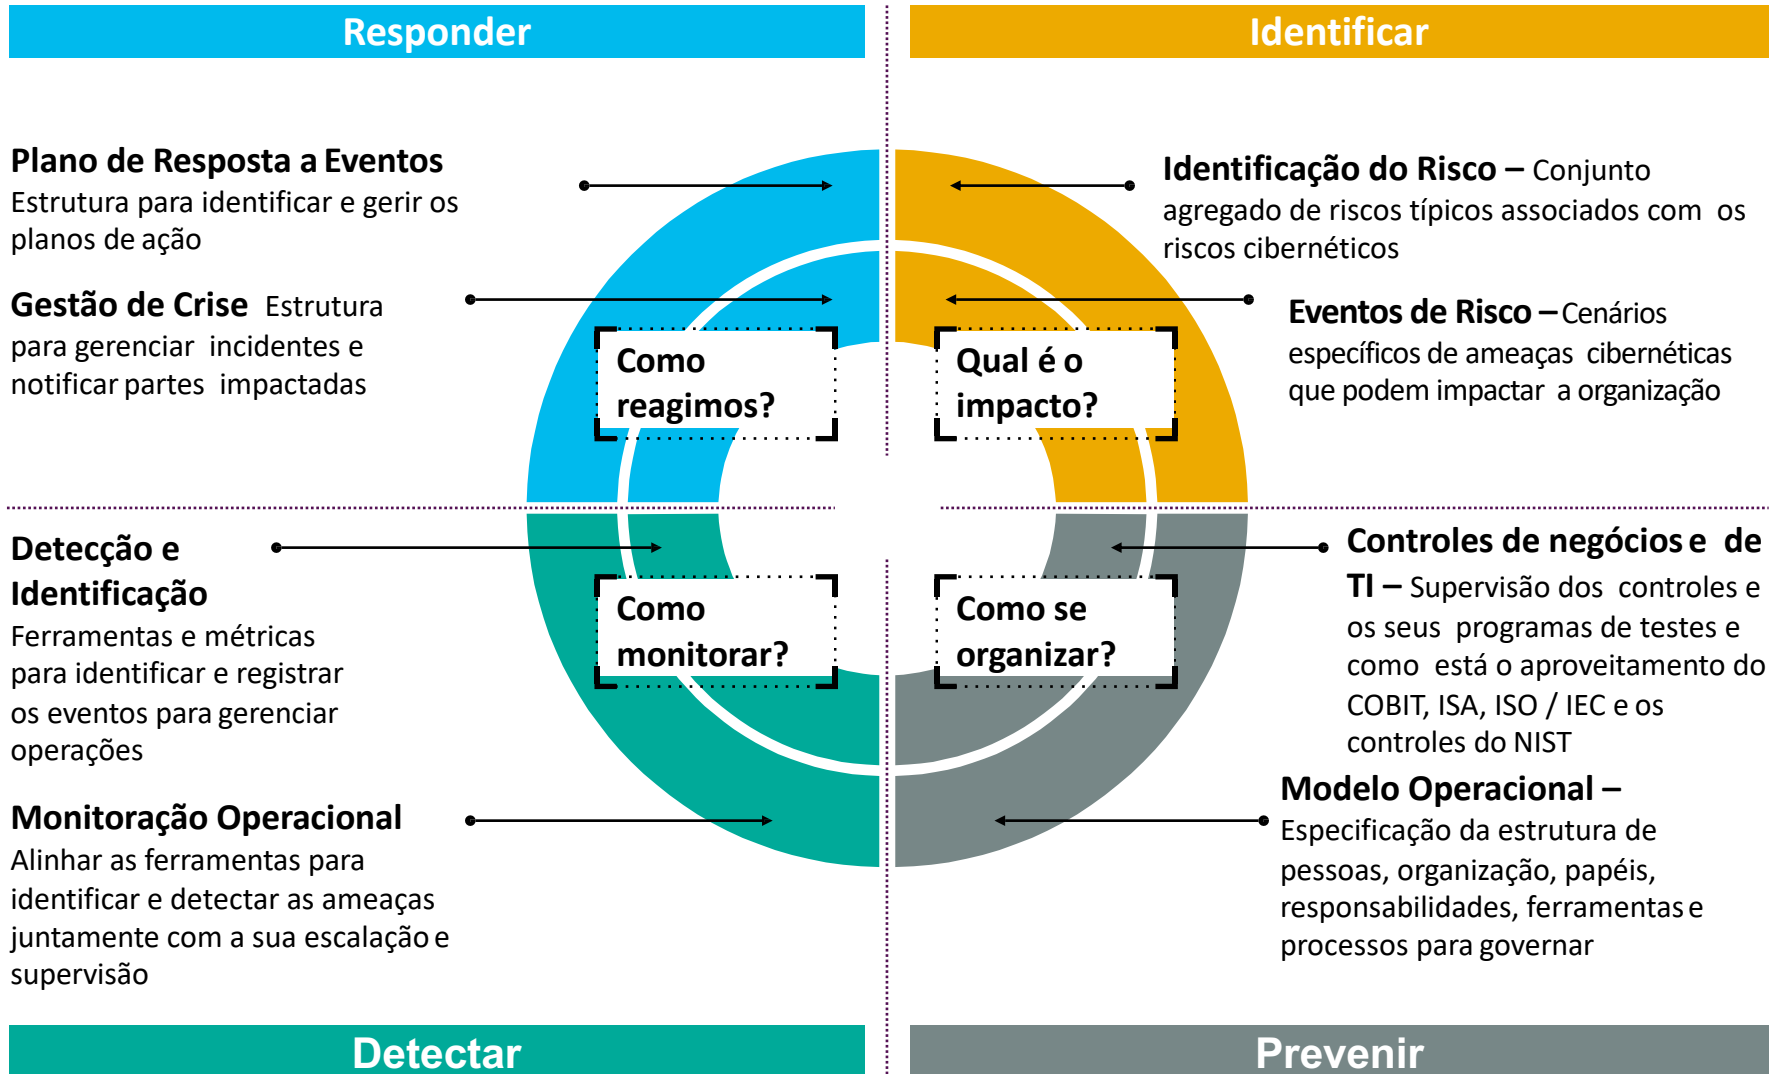 Responder
Plano de Resposta a Eventos
Estrutura para identificar e gerir os
planos de ação
Gestão de Crise Estrutura
para gerenciar incidentes e
notificar partes impactadas
Como
reagimos?
Identificar
Identificação do Risco – Conjunto
agregado de riscos típicos associados com os
riscos cibernéticos
Eventos de Risco – Cenários
específicos de ameaças cibernéticas
que podem impactar a organização
Qual é o
impacto?
Detecção e
Identificação
Ferramentas e métricas
para identificar e registrar
os eventos para gerenciar
operações
Monitoração Operacional
Alinhar as ferramentas para
identificar e detectar as ameaças
juntamente com a sua escalação e
supervisão
Como
monitorar?
Detectar
Como se
organizar?
Controles de negócios e de
TI – Supervisão dos controles e
os seus programas de testes e
como está o aproveitamento do
COBIT, ISA, ISO / IEC e os
controles do NIST
Modelo Operacional –
Especificação da estrutura de
pessoas, organização, papéis,
responsabilidades, ferramentas e
processos para governar
Prevenir